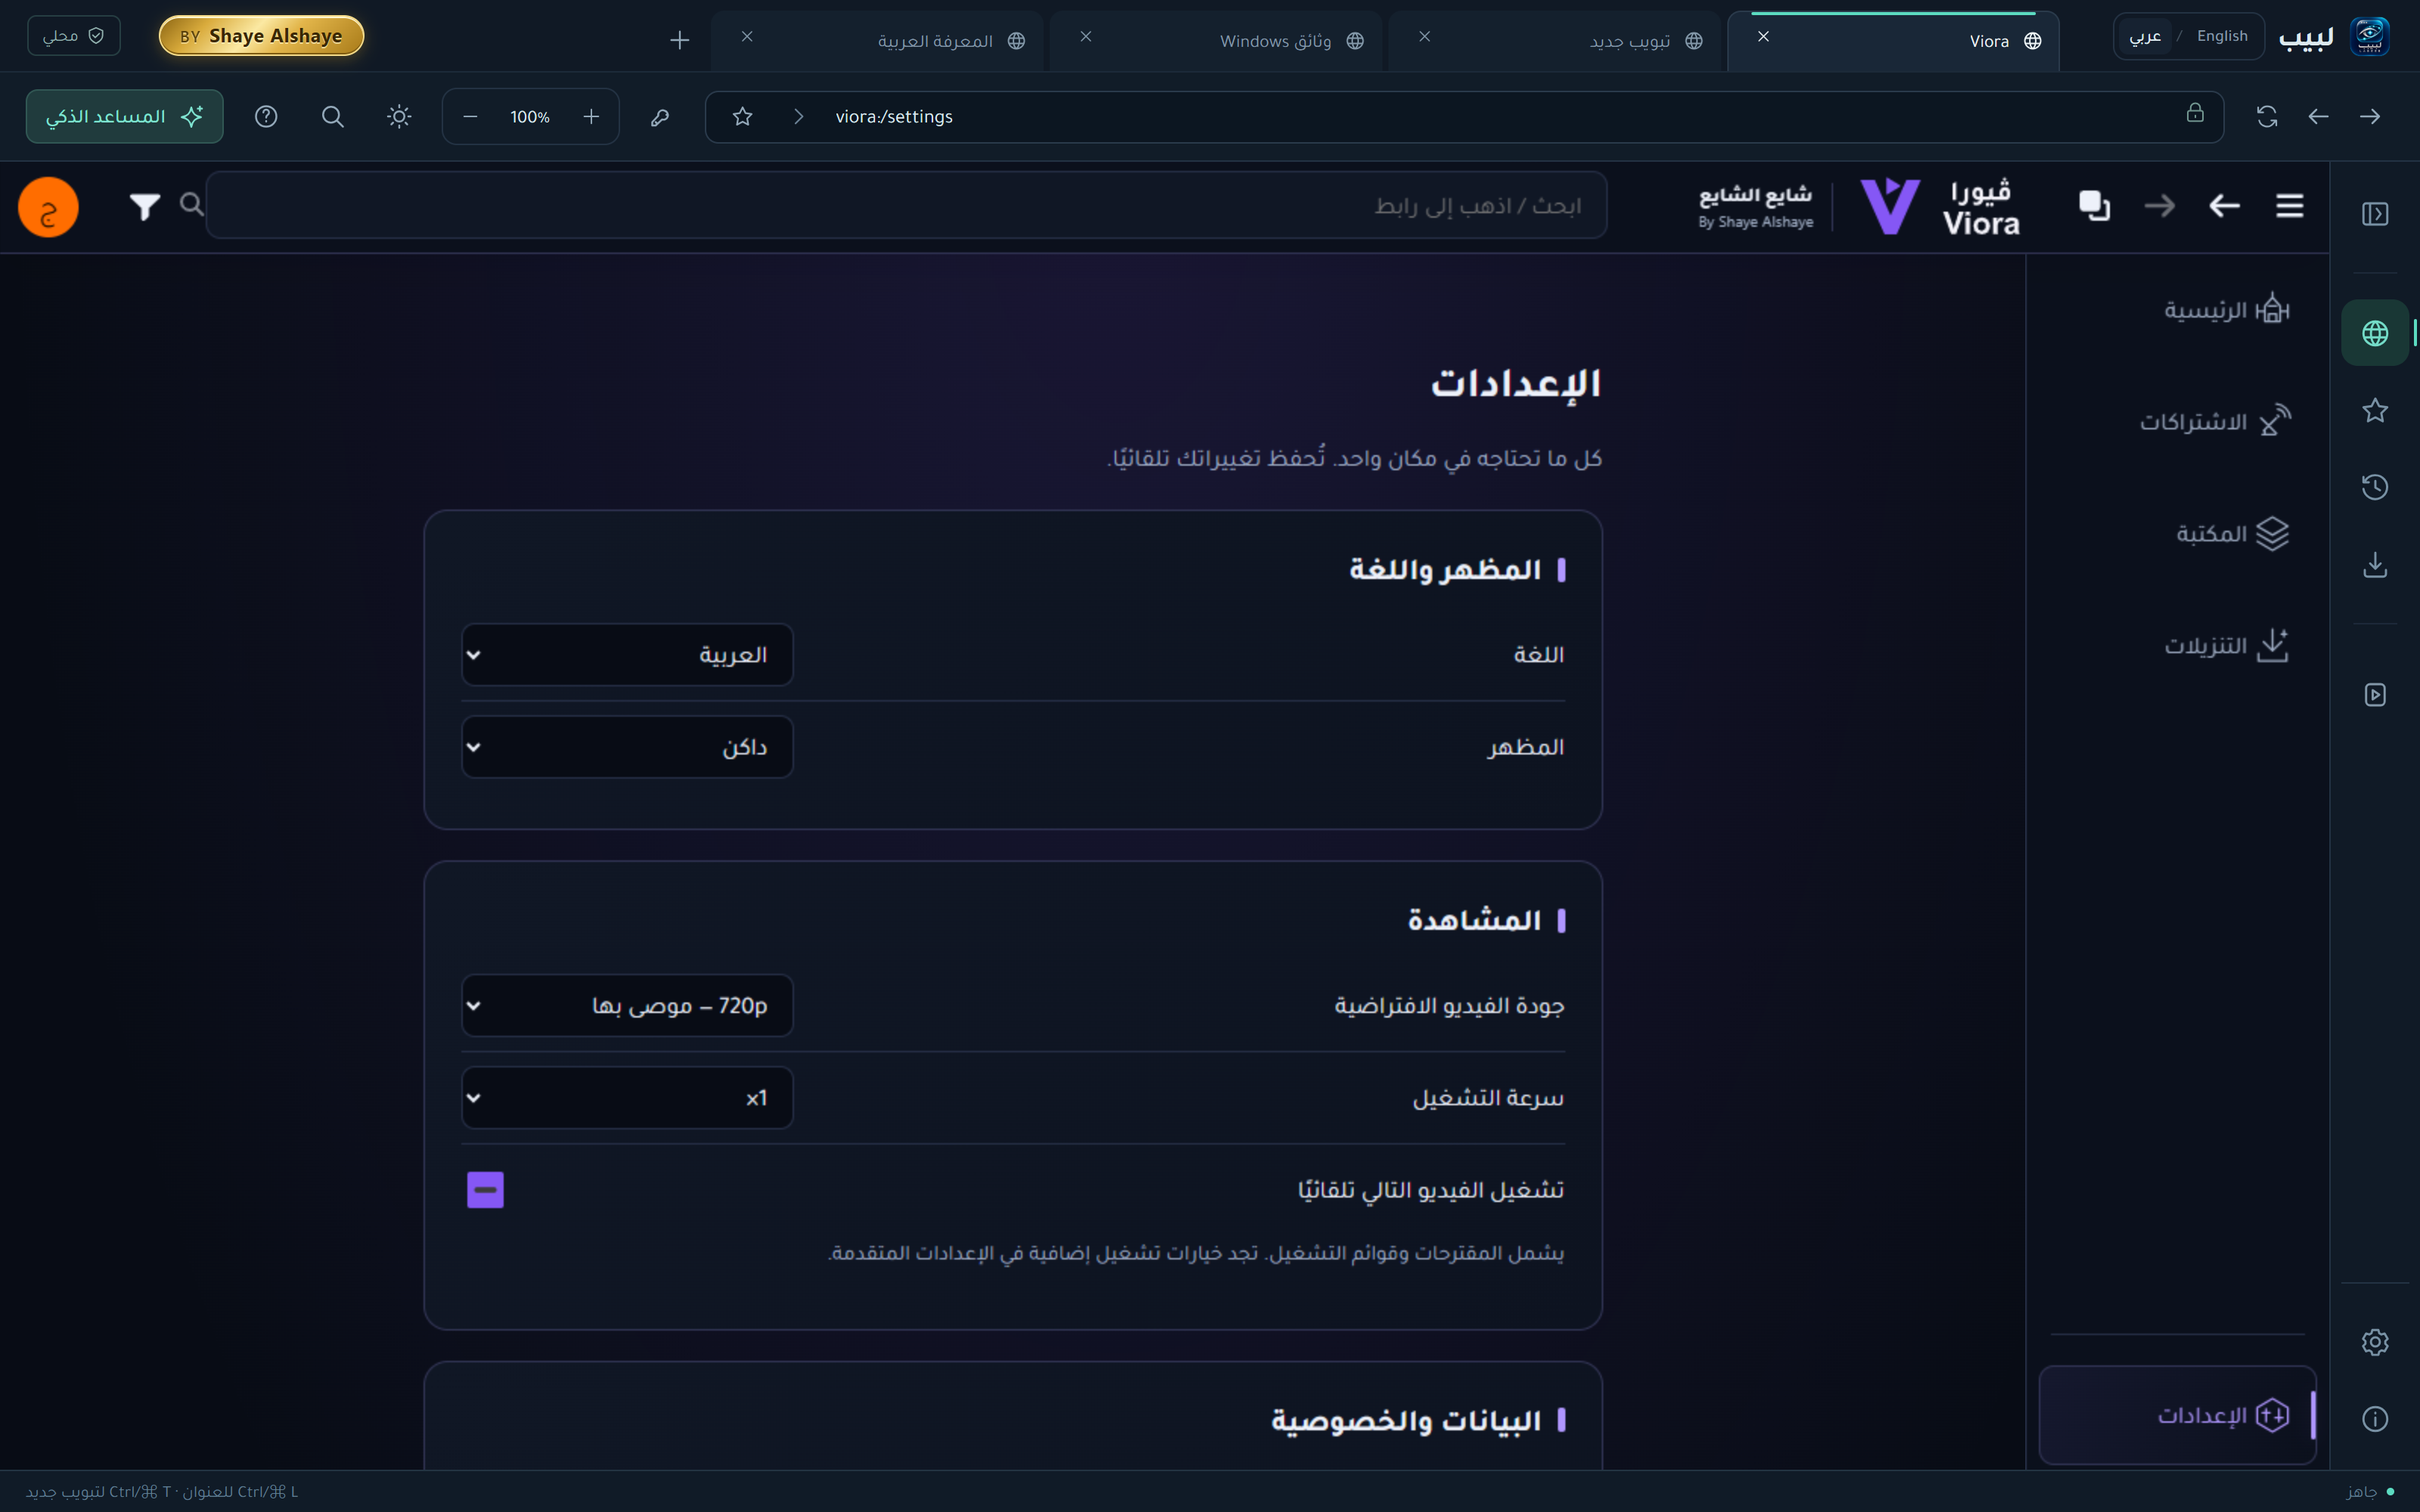 لبيب
عربي / English
Viora
تبويب جديد
وثائق Windows
المعرفة العربية
BY Shaye Alshaye
محلي
viora:/settings
100%
المساعد الذكي
ڤيورا
Viora
شايع الشايع
By Shaye Alshaye
ابحث / اذهب إلى رابط
ج
الرئيسية
الاشتراكات
المكتبة
التنزيلات
الإعدادات
الإعدادات
كل ما تحتاجه في مكان واحد. تُحفظ تغييراتك تلقائيًا.
المظهر واللغة
اللغة
العربية
المظهر
داكن
المشاهدة
جودة الفيديو الافتراضية
720p – موصى بها
سرعة التشغيل
1×
تشغيل الفيديو التالي تلقائيًا
يشمل المقترحات وقوائم التشغيل. تجد خيارات تشغيل إضافية في الإعدادات المتقدمة.
البيانات والخصوصية
جاهز
Ctrl/⌘ L للعنوان · Ctrl/⌘ T لتبويب جديد